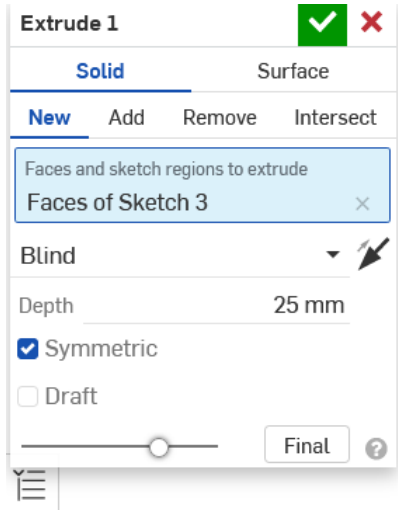 Extrude 1
Solid Surface
New Add Remove Intersect
Faces and sketch regions to extrude
Faces of Sketch 3
Blind
Depth 25 mm
Symmetric
Draft
Final ?